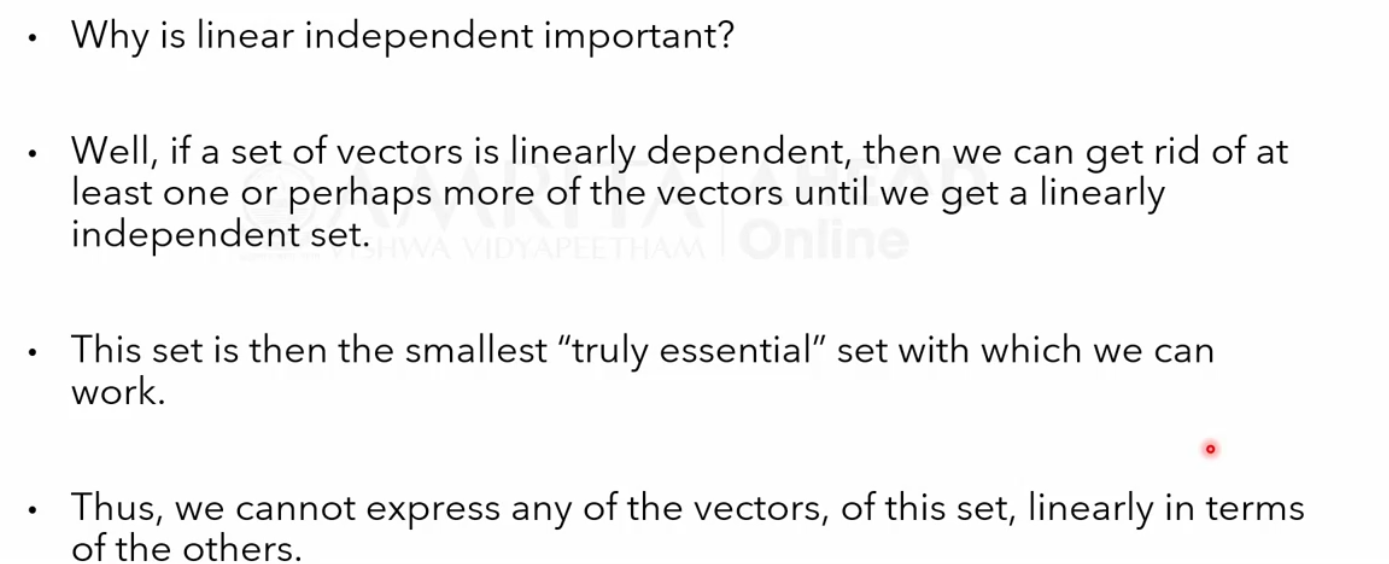 • Why is linear independent important?
• Well, if a set of vectors is linearly dependent, then we can get rid of at
least one or perhaps more of the vectors until we get a linearly
independent set.
AMRITA AHEAD
VISHWA VIDYAPEETHAM Online
• This set is then the smallest “truly essential” set with which we can
work.
• Thus, we cannot express any of the vectors, of this set, linearly in terms
of the others.